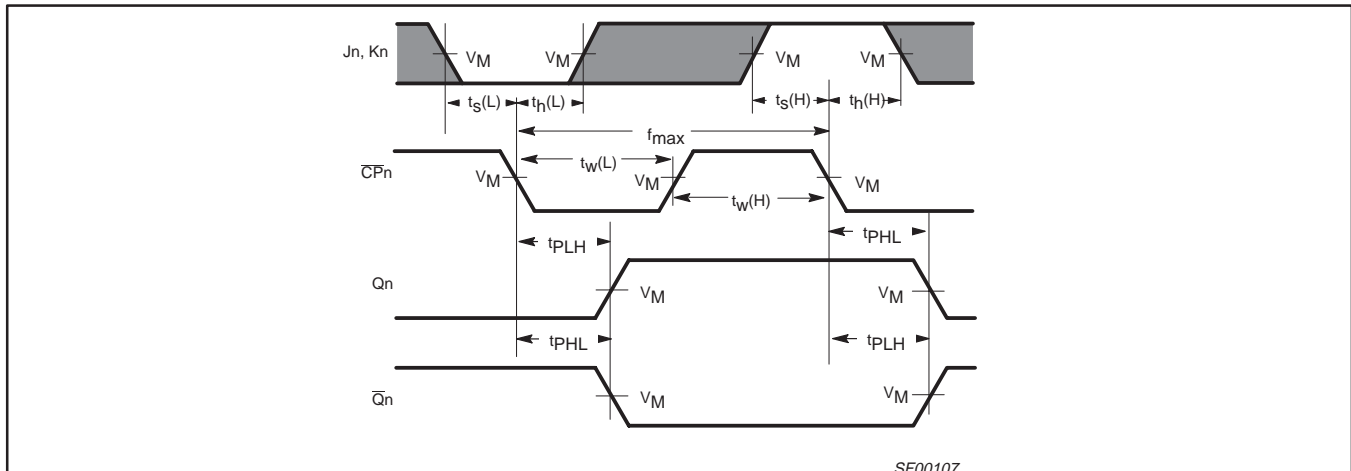 Jn, Kn
VM VM VM VM
ts(L) th(L) ts(H) th(H)
fmax
CPn
tw(L)
VM VM VM
tw(H)
tPLH tPHL
Qn
VM VM
tPHL tPLH
Qn
VM VM
SF00107